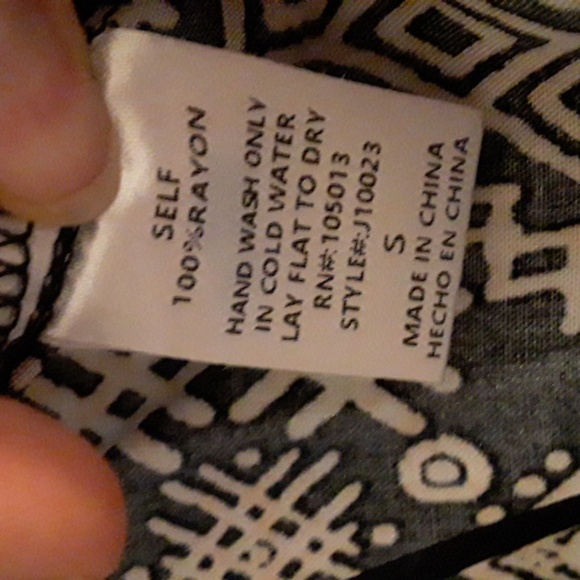 SELF
100%RAYON
HAND WASH ONLY
IN COLD WATER
LAY FLAT TO DRY
RN#:105013
STYLE#:J10023
S
MADE IN CHINA
HECHO EN CHINA